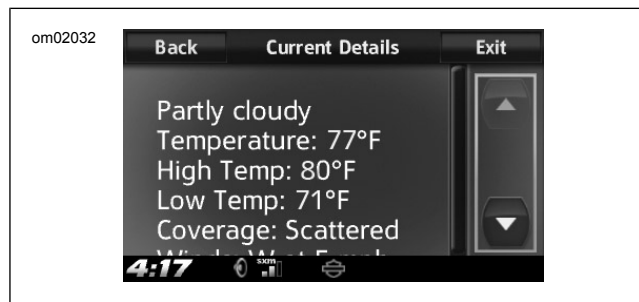 om02032
Back Current Details Exit
Partly cloudy
Temperature: 77°F
High Temp: 80°F
Low Temp: 71°F
Coverage: Scattered
4:17 sxm